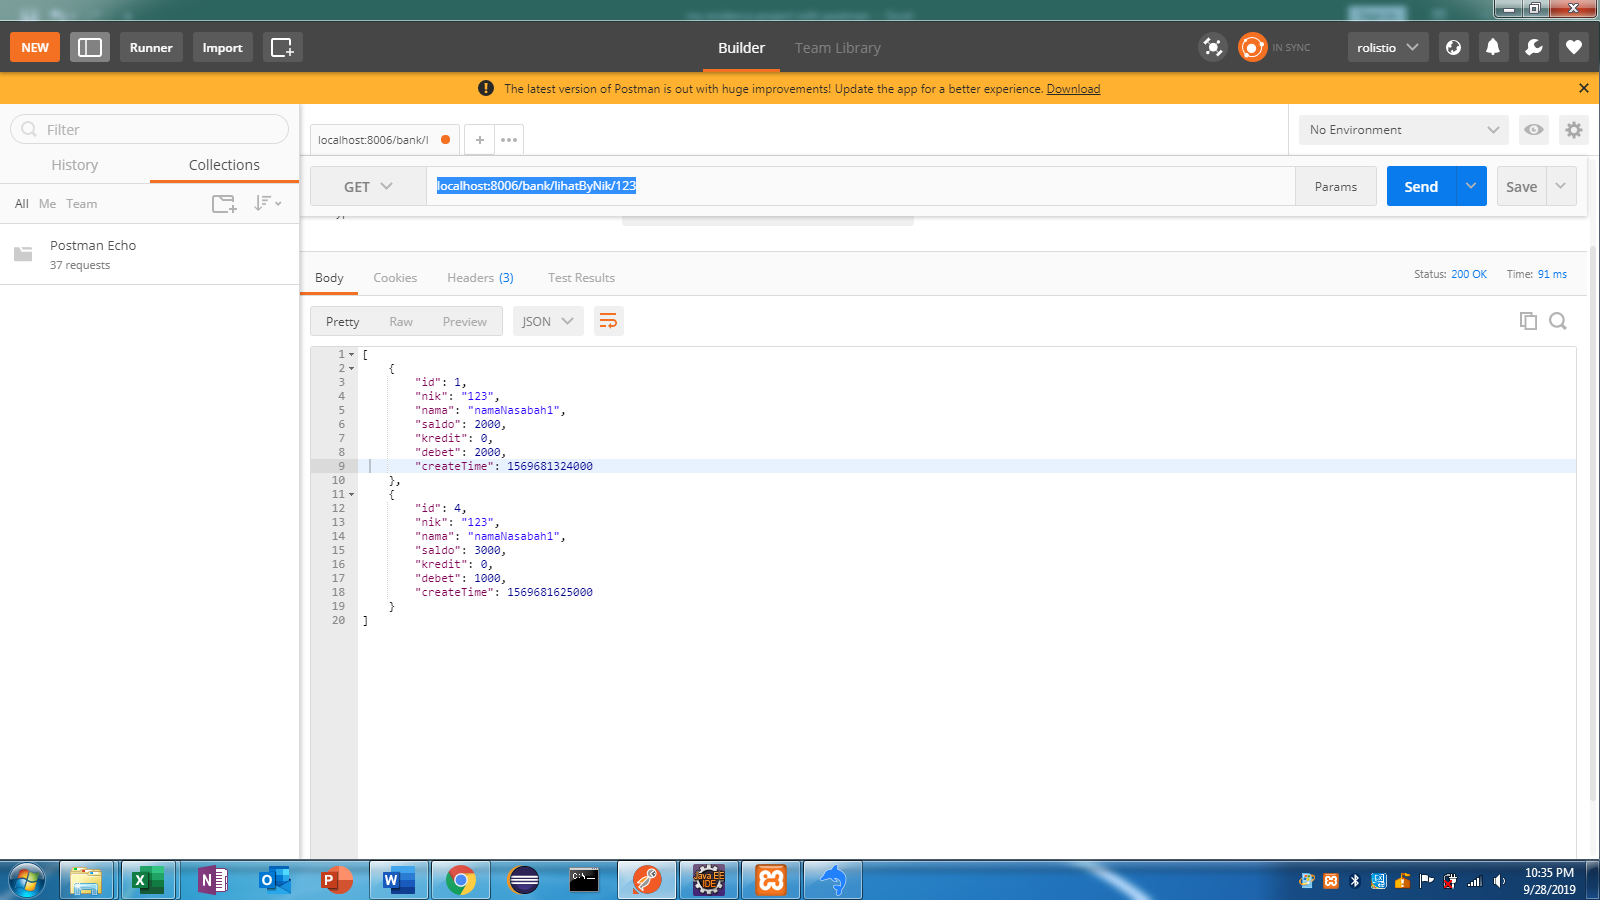 NEW
Runner
Import
Builder
Team Library
IN SYNC
rolistio
The latest version of Postman is out with huge improvements! Update the app for a better experience. Download
Filter
History
Collections
All Me Team
Postman Echo
37 requests
localhost:8006/bank/l
No Environment
GET
localhost:8006/bank/lihatByNik/123
Params
Send
Save
Body
Cookies
Headers (3)
Test Results
Status: 200 OK
Time: 91 ms
Pretty
Raw
Preview
JSON
1 [
2 {
3 "id": 1,
4 "nik": "123",
5 "nama": "namaNasabah1",
6 "saldo": 2000,
7 "kredit": 0,
8 "debet": 2000,
9 "createTime": 1569681324000
10 },
11 {
12 "id": 4,
13 "nik": "123",
14 "nama": "namaNasabah1",
15 "saldo": 3000,
16 "kredit": 0,
17 "debet": 1000,
18 "createTime": 1569681625000
19 }
20 ]
Java EE
IDE
10:35 PM
9/28/2019